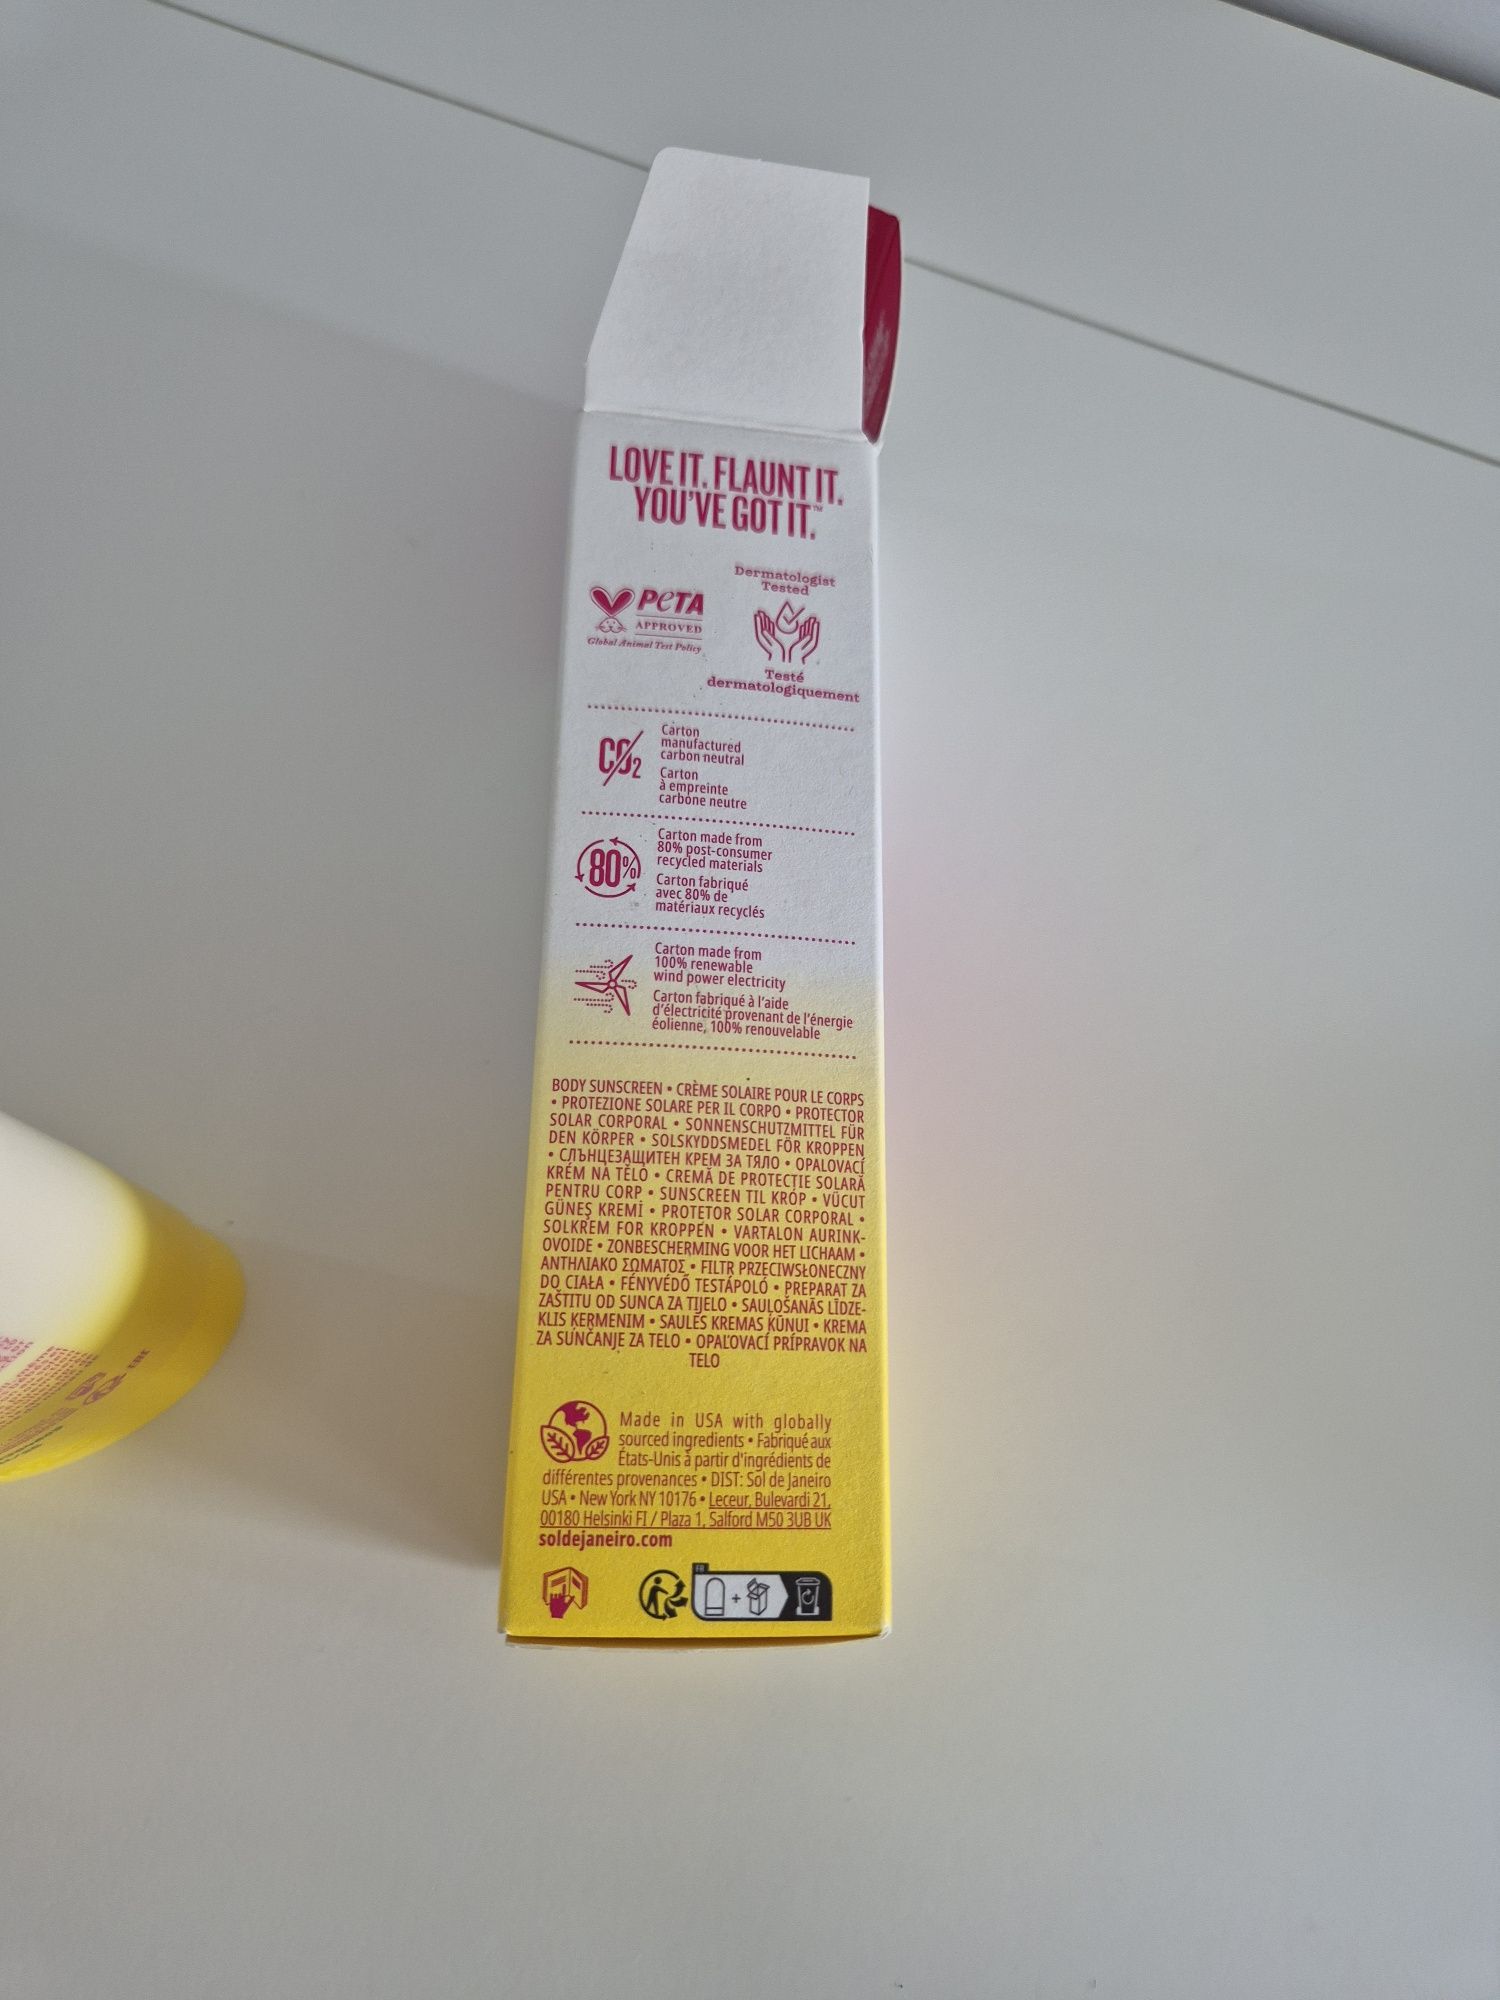 LOVE IT. FLAUNT IT.
YOU'VE GOT IT.™
PETA
APPROVED
Global Animal Test Policy
Dermatologist
Tested
Testé
dermatologiquement
CO2
Carton
manufactured
carbon neutral
Carton
à empreinte
carbone neutre
80%
Carton made from
80% post-consumer
recycled materials
Carton fabriqué
avec 80% de
matériaux recyclés
Carton made from
100% renewable
wind power electricity
Carton fabriqué à l'aide
d'électricité provenant de l'énergie
éolienne, 100% renouvelable
BODY SUNSCREEN • CRÈME SOLAIRE POUR LE CORPS
• PROTEZIONE SOLARE PER IL CORPO • PROTECTOR
SOLAR CORPORAL • SONNENSCHUTZMITTEL FÜR
DEN KÖRPER • SOLSKYDDSMEDEL FÖR KROPPEN
• СЛЪНЦЕЗАЩИТЕН КРЕМ ЗА ТЯЛО • OPALOVACÍ
KRÉM NA TĚLO • CREMĂ DE PROTECȚIE SOLARĂ
PENTRU CORP • SUNSCREEN TIL KROP • VÜCUT
GÜNEŞ KREMİ • PROTETOR SOLAR CORPORAL •
SOLKREM FOR KROPPEN • VARTALON AURINK-
OVOIDE • ZONBESCHERMING VOOR HET LICHAAM •
ΑΝΤΗΛΙΑΚΟ ΣΩΜΑΤΟΣ • FILTR PRZECIWSŁONECZNY
DO CIAŁA • FÉNYVÉDŐ TESTÁPOLÓ • PREPARAT ZA
ZAŠTITU OD SUNCA ZA TIJELO • SAUĻOŠANĀS LĪDZE-
KLIS ĶERMENIM • SAULĖS KREMAS KŪNUI • KREMA
ZA SUNČANJE ZA TELO • OPAĽOVACÍ PRÍPRAVOK NA
TELO
Made in USA with globally
sourced ingredients • Fabriqué aux
États-Unis à partir d'ingrédients de
différentes provenances • DIST: Sol de Janeiro
USA • New York NY 10176 • Leceur, Bulevardi 21,
00180 Helsinki FI / Plaza 1, Salford M50 3UB UK
soldejaneiro.com
FR
+